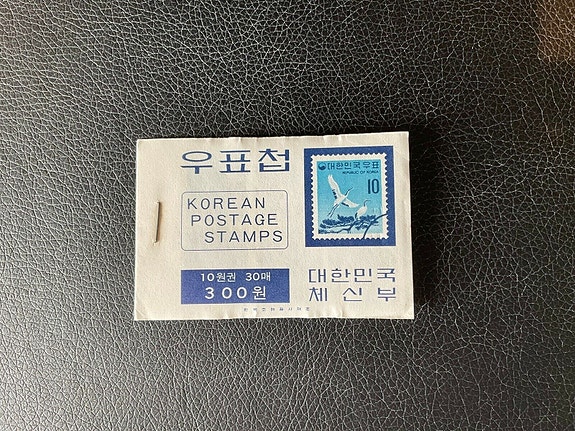 우표첩
KOREAN
POSTAGE
STAMPS
대한민국우표
REPUBLIC OF KOREA
10
10원권 30매
300원
대한민국
체신부